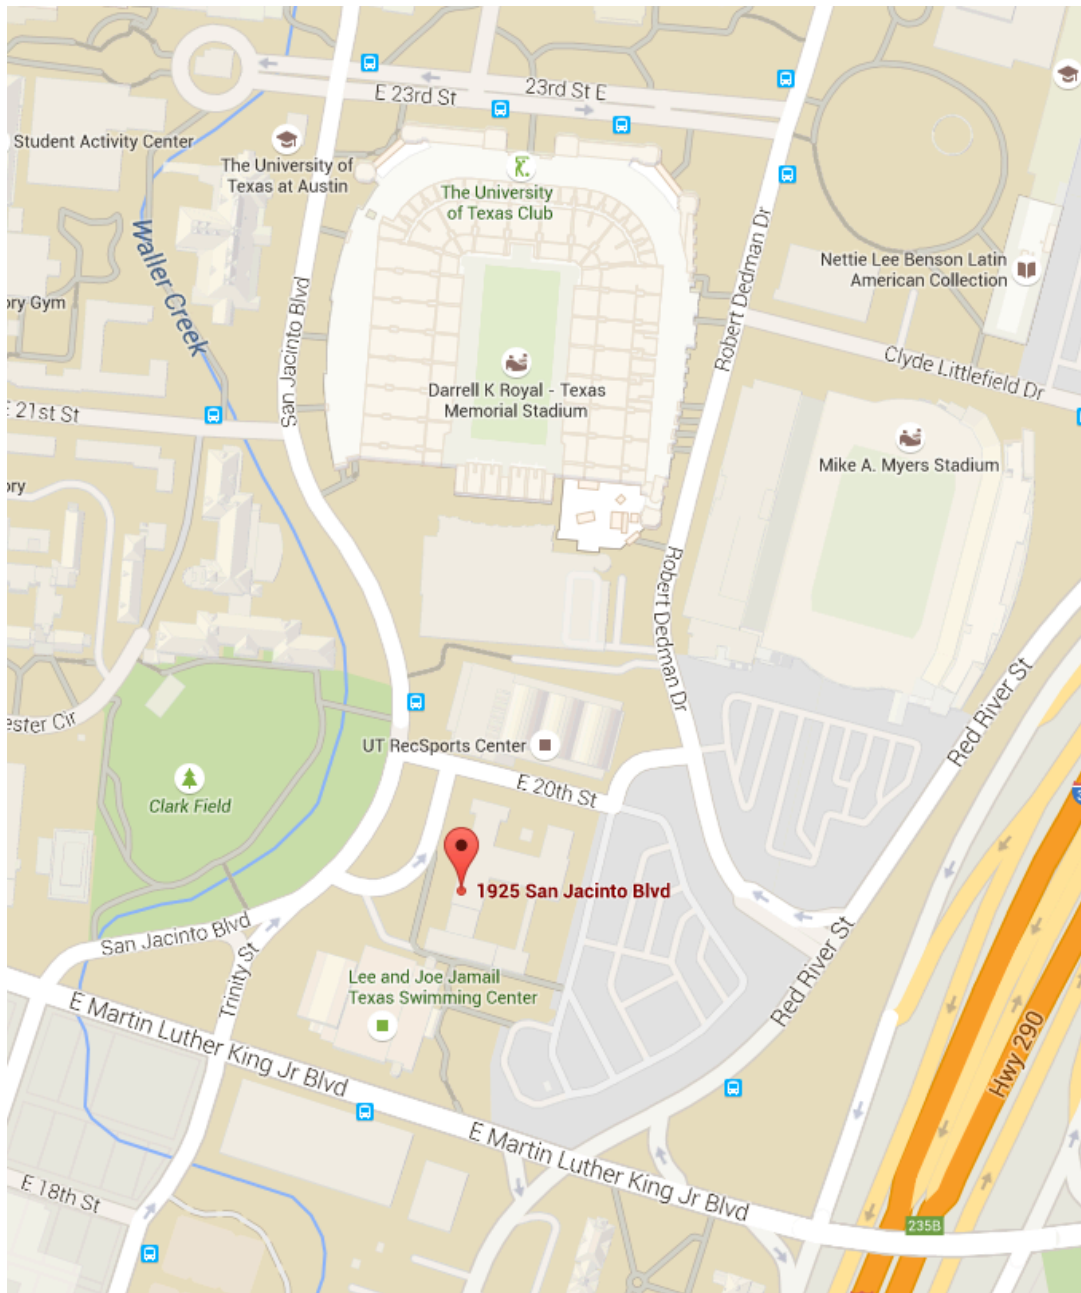 E 23rd St
23rd St E
Student Activity Center
The University of
Texas at Austin
The University
of Texas Club
Waller Creek
San Jacinto Blvd
Robert Dedman Dr
Nettie Lee Benson Latin
American Collection
ory Gym
Clyde Littlefield Dr
Darrell K Royal - Texas
Memorial Stadium
E 21st St
Mike A. Myers Stadium
ory
Robert Dedman Dr
ester Cir
Red River St
UT RecSports Center
E 20th St
Clark Field
1925 San Jacinto Blvd
San Jacinto Blvd
Trinity St
Red River St
Lee and Joe Jamail
Texas Swimming Center
E Martin Luther King Jr Blvd
Hwy 290
E Martin Luther King Jr Blvd
E 18th St
235B